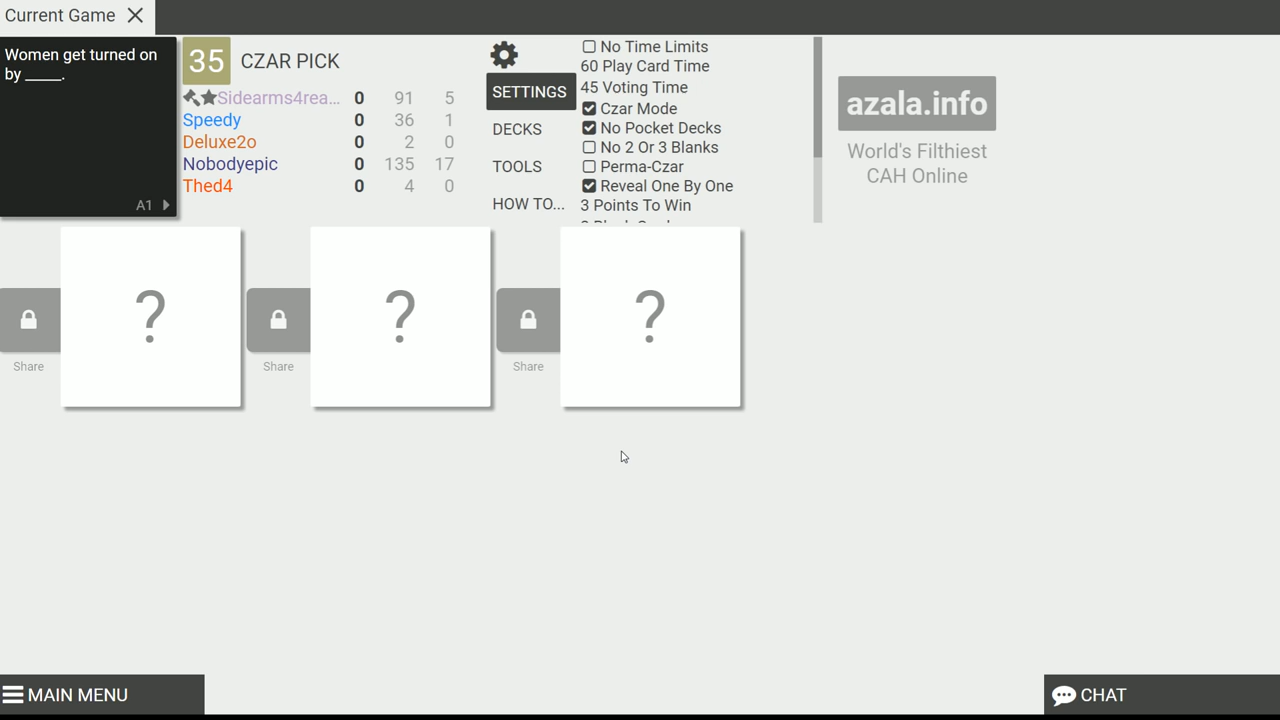 Current Game
Women get turned on
by _____.
A1
35 CZAR PICK
Sidearms4rea... 0 91 5
Speedy 0 36 1
Deluxe2o 0 2 0
Nobodyepic 0 135 17
Thed4 0 4 0
SETTINGS
DECKS
TOOLS
HOW TO...
No Time Limits
60 Play Card Time
45 Voting Time
Czar Mode
No Pocket Decks
No 2 Or 3 Blanks
Perma-Czar
Reveal One By One
3 Points To Win
azala.info
World's Filthiest
CAH Online
? ? ?
Share Share Share
MAIN MENU
CHAT